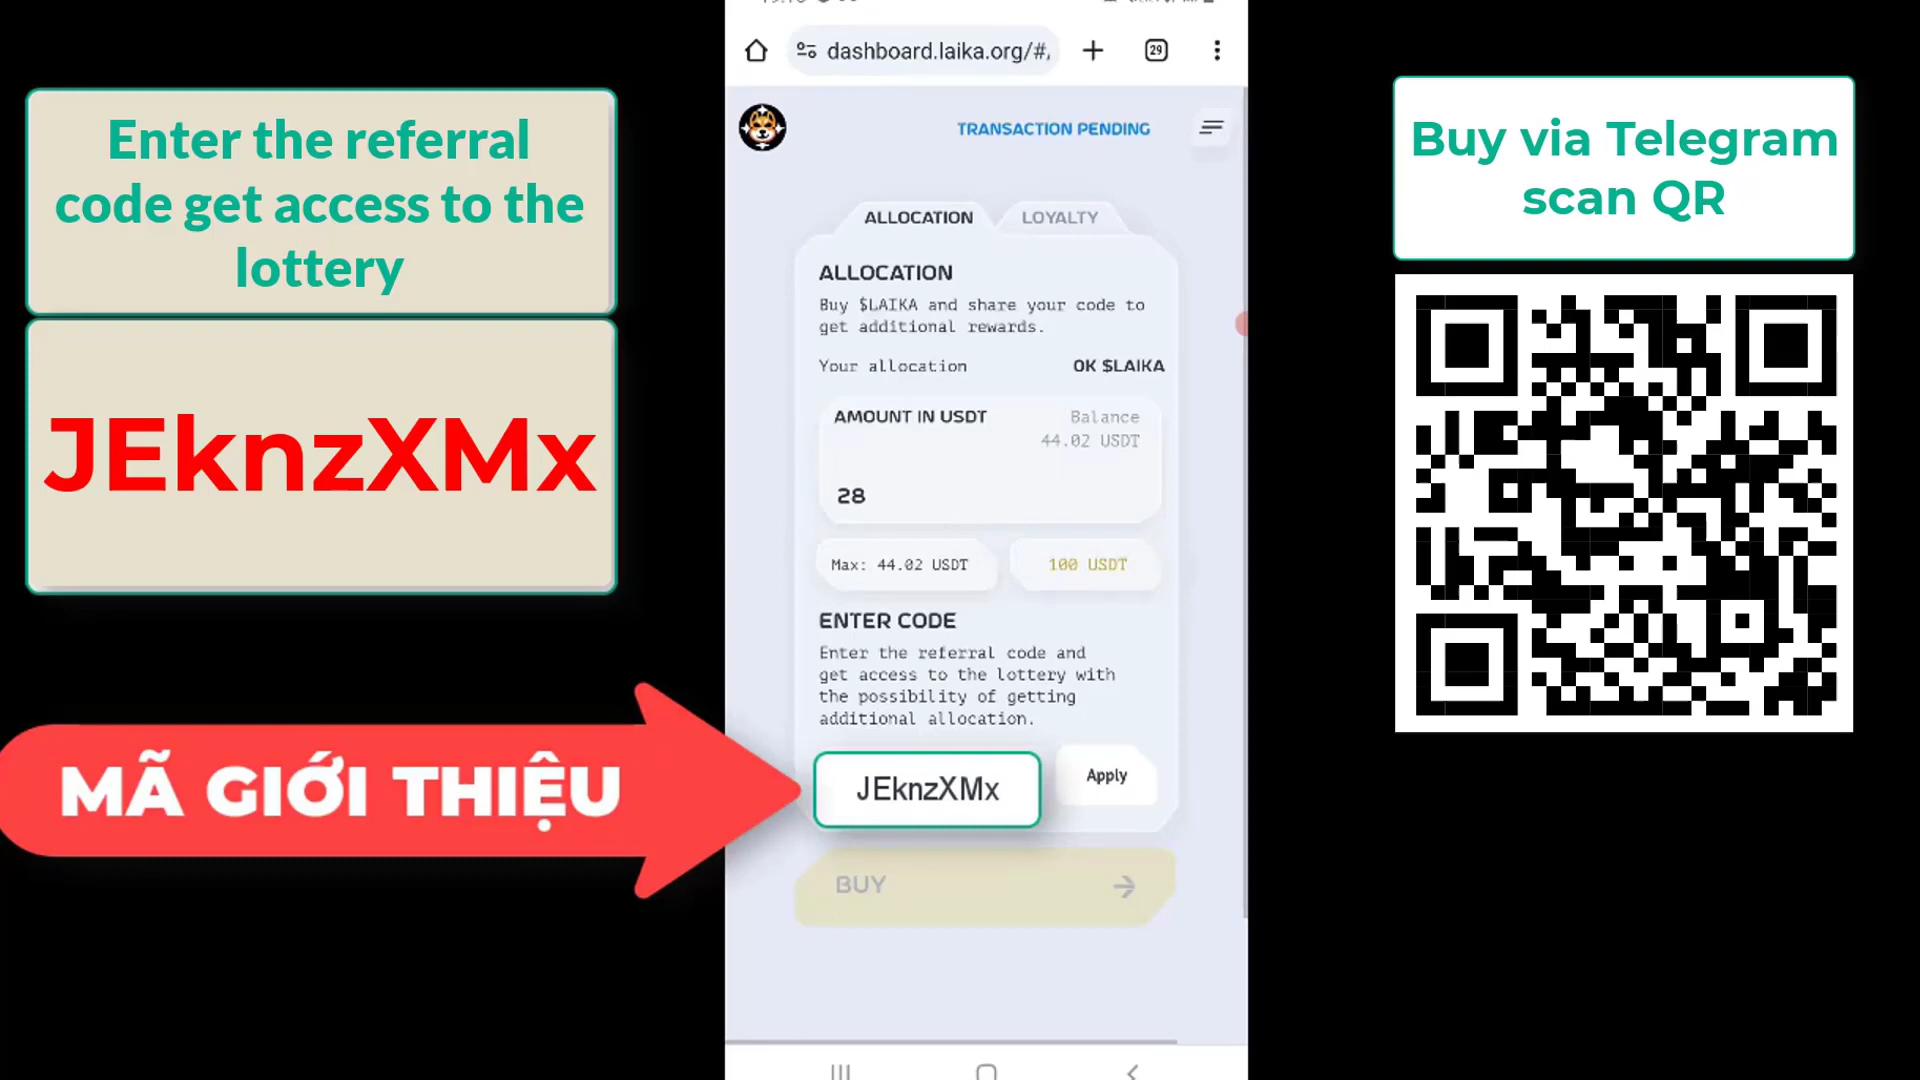 Enter the referral
code get access to the
lottery
JEknzXMx
MÃ GIỚI THIỆU
dashboard.laika.org/#
29
TRANSACTION PENDING
ALLOCATION
LOYALTY
ALLOCATION
Buy $LAIKA and share your code to
get additional rewards.
Your allocation
0K $LAIKA
AMOUNT IN USDT
Balance
44.02 USDT
28
Max: 44.02 USDT
100 USDT
ENTER CODE
Enter the referral code and
get access to the lottery with
the possibility of getting
additional allocation.
JEknzXMx
Apply
BUY
Buy via Telegram
scan QR